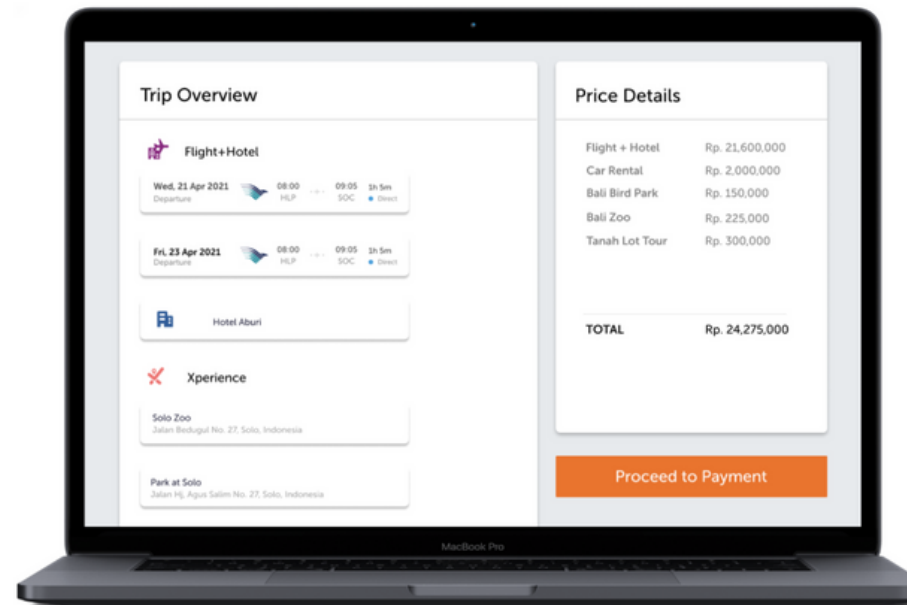 Trip Overview
Flight+Hotel
Wed, 21 Apr 2021 08:00 09:05 1h 5m
Departure HLP SOC Direct
Fri, 23 Apr 2021 08:00 09:05 1h 5m
Departure HLP SOC Direct
Hotel Aburi
Xperience
Solo Zoo
Jalan Bedugul No. 27, Solo, Indonesia
Park at Solo
Jalan Hj, Agus Salim No. 27, Solo, Indonesia
Price Details
Flight + Hotel Rp. 21,600,000
Car Rental Rp. 2,000,000
Bali Bird Park Rp. 150,000
Bali Zoo Rp. 225,000
Tanah Lot Tour Rp. 300,000
TOTAL Rp. 24,275,000
Proceed to Payment
MacBook Pro